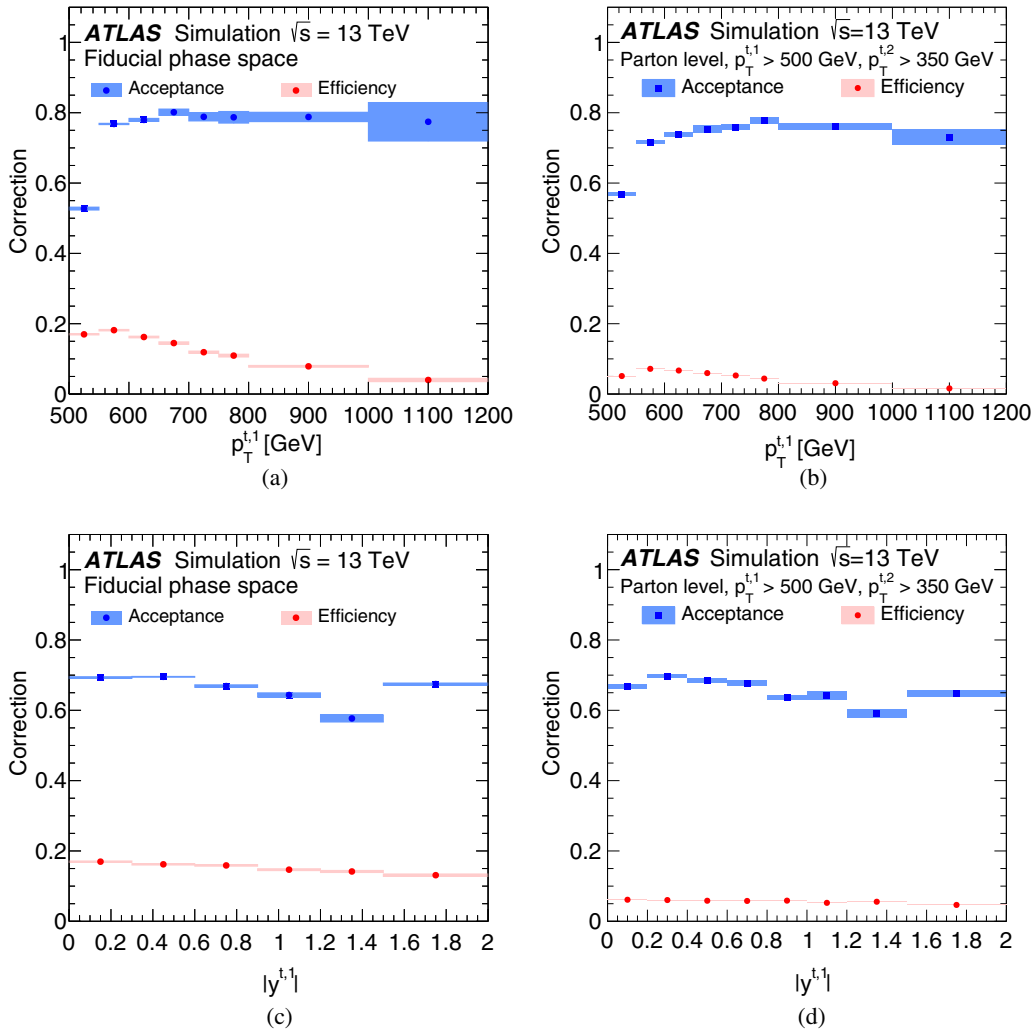 ATLAS Simulation √s = 13 TeV
Fiducial phase space
Acceptance Efficiency
Correction
1
0.8
0.6
0.4
0.2
0
500 600 700 800 900 1000 1100 1200
p_T^{t,1} [GeV]
(a)
ATLAS Simulation √s=13 TeV
Parton level, p_T^{t,1} > 500 GeV, p_T^{t,2} > 350 GeV
Acceptance Efficiency
Correction
1
0.8
0.6
0.4
0.2
0
500 600 700 800 900 1000 1100 1200
p_T^{t,1} [GeV]
(b)
ATLAS Simulation √s = 13 TeV
Fiducial phase space
Acceptance Efficiency
Correction
1
0.8
0.6
0.4
0.2
0
0 0.2 0.4 0.6 0.8 1 1.2 1.4 1.6 1.8 2
|y^{t,1}|
(c)
ATLAS Simulation √s=13 TeV
Parton level, p_T^{t,1} > 500 GeV, p_T^{t,2} > 350 GeV
Acceptance Efficiency
Correction
1
0.8
0.6
0.4
0.2
0
0 0.2 0.4 0.6 0.8 1 1.2 1.4 1.6 1.8 2
|y^{t,1}|
(d)